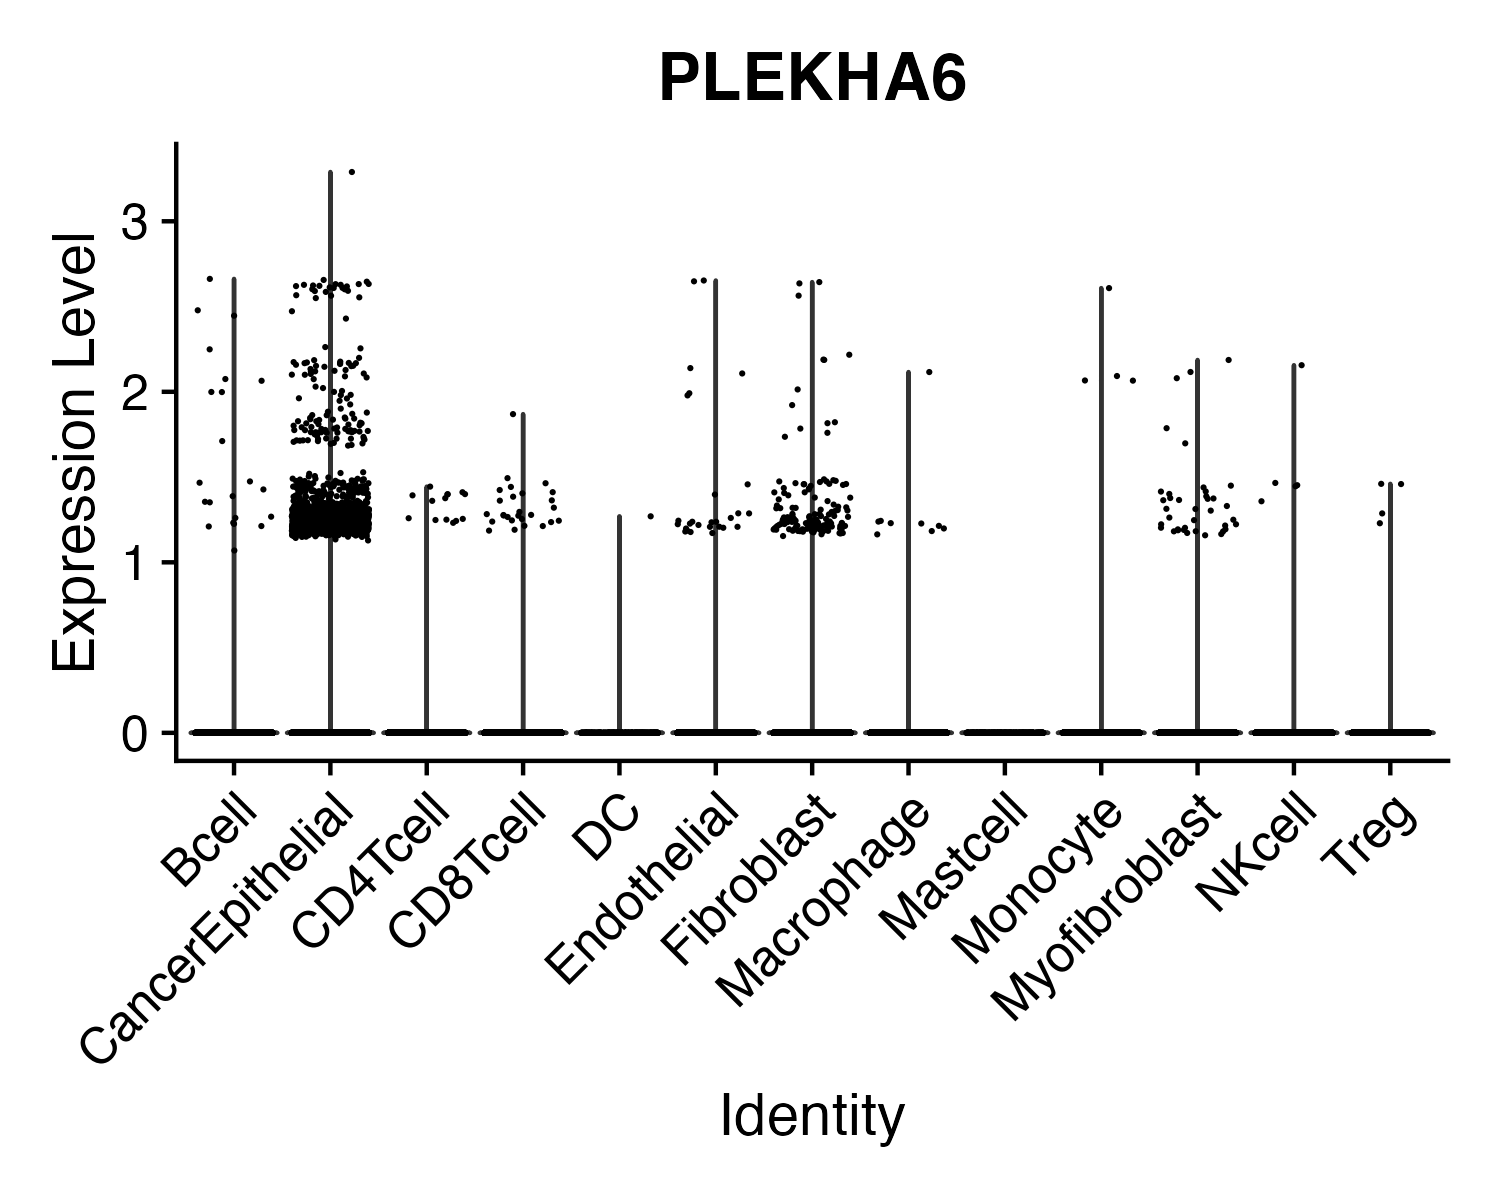 PLEKHA6
Expression Level
3
2
1
0
Bcell
CancerEpithelial
CD4Tcell
CD8Tcell
DC
Endothelial
Fibroblast
Macrophage
Mastcell
Monocyte
Myofibroblast
NKcell
Treg
Identity